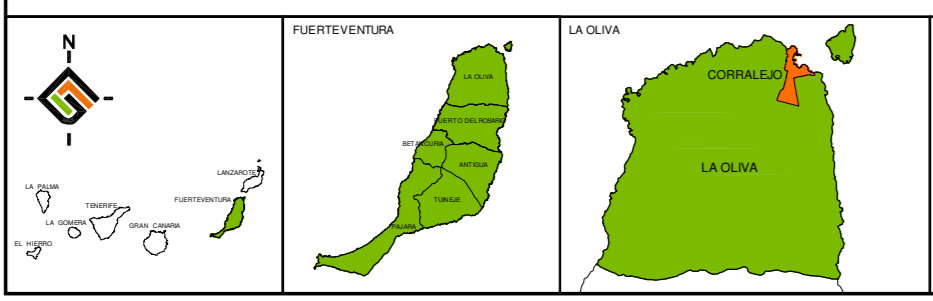 N
LANZAROTE
LA PALMA
FUERTEVENTURA
TENERIFE
LA GOMERA
GRAN CANARIA
EL HIERRO
FUERTEVENTURA
LA OLIVA
PUERTO DEL ROSARIO
BETANCURIA
ANTIGUA
TUINEJE
PAJARA
LA OLIVA
CORRALEJO
LA OLIVA